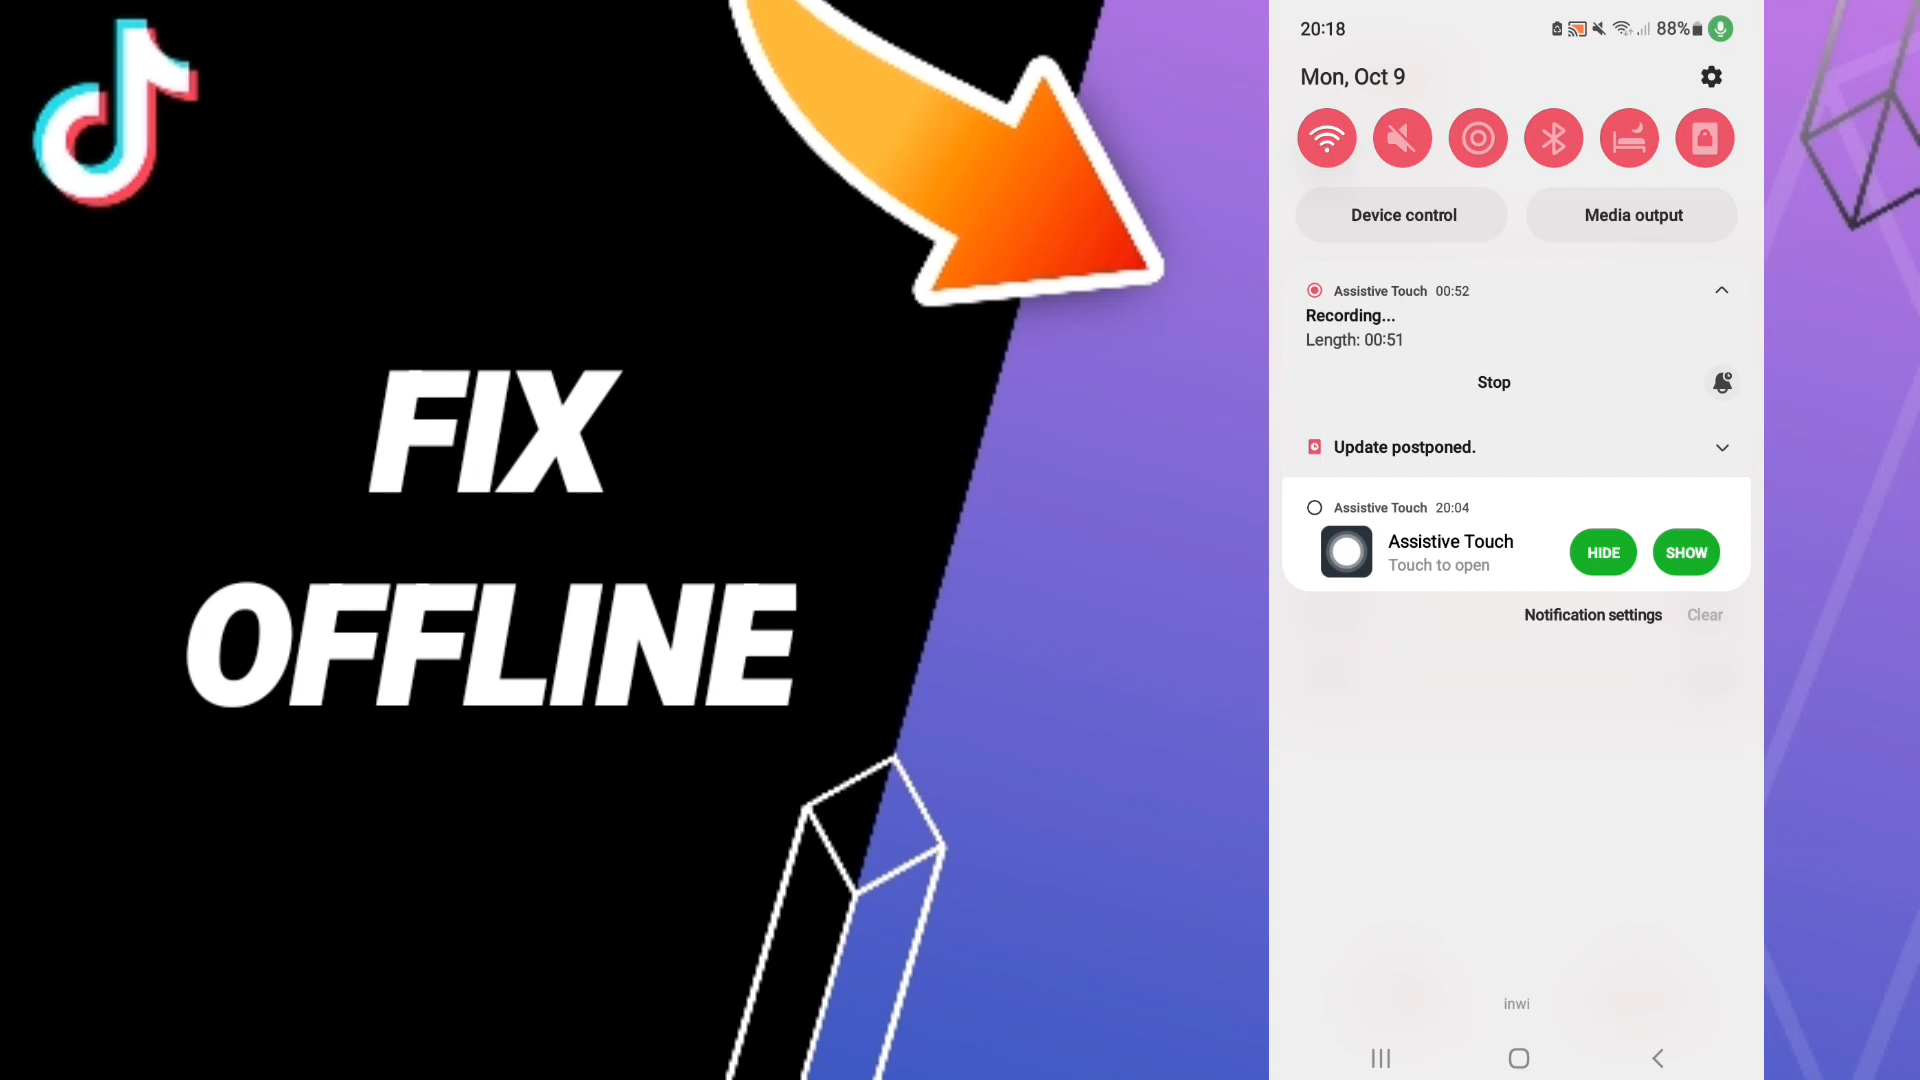 FIX
OFFLINE
20:18
88%
Mon, Oct 9
Device control
Media output
Assistive Touch 00:52
Recording...
Length: 00:51
Stop
Update postponed.
Assistive Touch 20:04
Assistive Touch
Touch to open
HIDE
SHOW
Notification settings
Clear
inwi